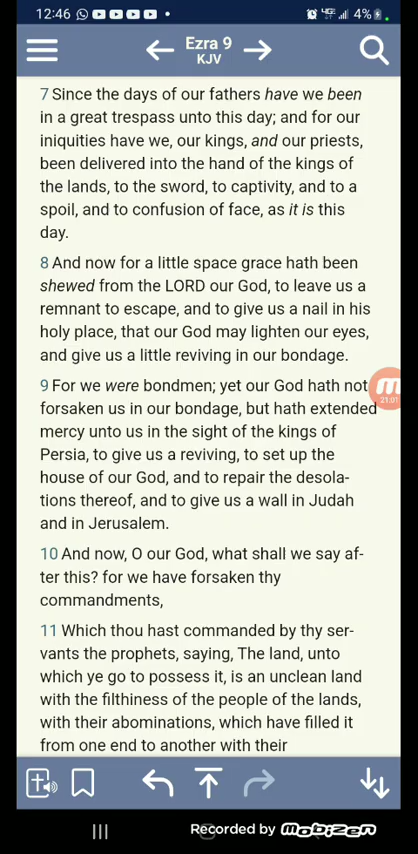 12:46 4%
Ezra 9
KJV
7 Since the days of our fathers have we been
in a great trespass unto this day; and for our
iniquities have we, our kings, and our priests,
been delivered into the hand of the kings of
the lands, to the sword, to captivity, and to a
spoil, and to confusion of face, as it is this
day.
8 And now for a little space grace hath been
shewed from the LORD our God, to leave us a
remnant to escape, and to give us a nail in his
holy place, that our God may lighten our eyes,
and give us a little reviving in our bondage.
9 For we were bondmen; yet our God hath not
forsaken us in our bondage, but hath extended
mercy unto us in the sight of the kings of
Persia, to give us a reviving, to set up the
house of our God, and to repair the desola-
tions thereof, and to give us a wall in Judah
and in Jerusalem.
m
21:01
10 And now, O our God, what shall we say af-
ter this? for we have forsaken thy
commandments,
11 Which thou hast commanded by thy ser-
vants the prophets, saying, The land, unto
which ye go to possess it, is an unclean land
with the filthiness of the people of the lands,
with their abominations, which have filled it
from one end to another with their
Recorded by mobizen